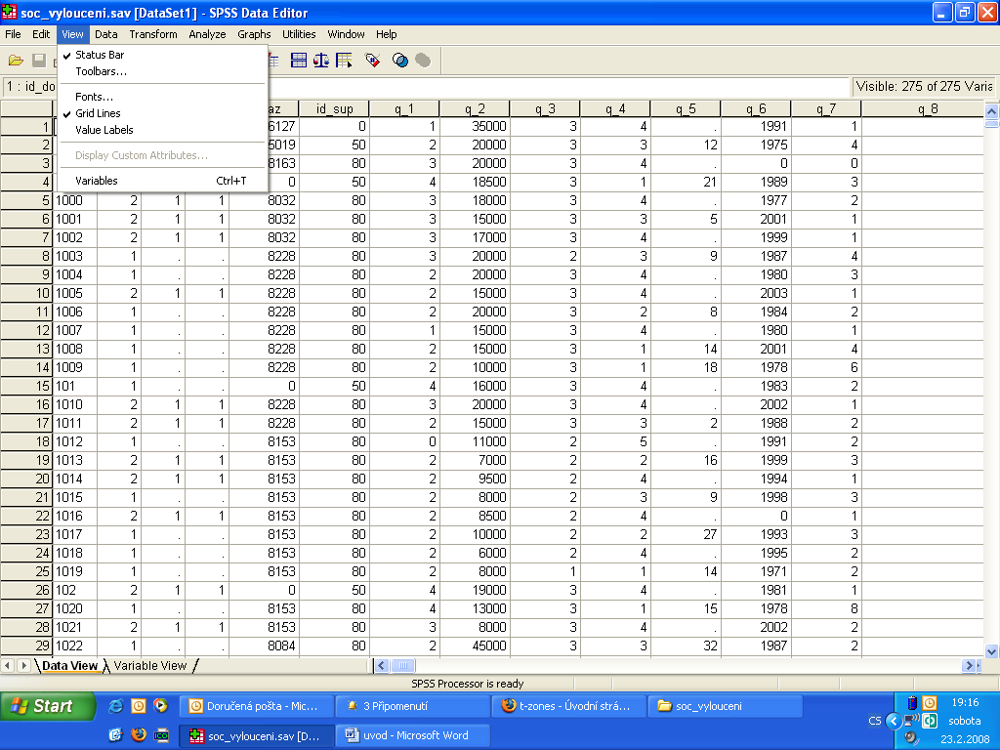 soc_vylouceni.sav [DataSet1] - SPSS Data Editor
File Edit View Data Transform Analyze Graphs Utilities Window Help
Status Bar
Toolbars...
Fonts...
Grid Lines
Value Labels
Display Custom Attributes...
Variables Ctrl+T
1 : id_do Visible: 275 of 275 Varia
az id_sup q_1 q_2 q_3 q_4 q_5 q_6 q_7 q_8
1 6127 0 1 35000 3 4 . 1991 1
2 5019 50 2 20000 3 3 12 1975 4
3 8163 80 3 20000 3 4 . 0 0
4 0 50 4 18500 3 1 21 1989 3
5 1000 2 1 1 8032 80 3 18000 3 4 . 1977 2
6 1001 2 1 1 8032 80 3 15000 3 3 5 2001 1
7 1002 2 1 1 8032 80 3 17000 3 4 . 1999 1
8 1003 1 . . 8228 80 3 20000 2 3 9 1987 4
9 1004 1 . . 8228 80 2 20000 3 4 . 1980 3
10 1005 2 1 1 8228 80 2 15000 3 4 . 2003 1
11 1006 1 . . 8228 80 2 20000 3 2 8 1984 2
12 1007 1 . . 8228 80 1 15000 3 4 . 1980 1
13 1008 1 . . 8228 80 2 15000 3 1 14 2001 4
14 1009 1 . . 8228 80 2 10000 3 1 18 1978 6
15 101 1 . . 0 50 4 16000 3 4 . 1983 2
16 1010 2 1 1 8228 80 3 20000 3 4 . 2002 1
17 1011 2 1 1 8228 80 2 15000 3 3 2 1988 2
18 1012 1 . . 8153 80 0 11000 2 5 . 1991 2
19 1013 2 1 1 8153 80 2 7000 2 2 16 1999 3
20 1014 2 1 1 8153 80 2 9500 2 4 . 1994 1
21 1015 1 . . 8153 80 2 8000 2 3 9 1998 3
22 1016 2 1 1 8153 80 2 8500 2 4 . 0 1
23 1017 1 . . 8153 80 2 10000 2 2 27 1993 3
24 1018 1 . . 8153 80 2 6000 2 4 . 1995 2
25 1019 1 . . 8153 80 2 8000 1 1 14 1971 2
26 102 2 1 1 0 50 4 19000 3 4 . 1981 1
27 1020 1 . . 8153 80 4 13000 3 1 15 1978 8
28 1021 2 1 1 8153 80 3 8000 3 4 . 2002 2
29 1022 1 . . 8084 80 2 45000 3 3 32 1987 2
Data View Variable View
SPSS Processor is ready
Start Doručená pošta - Mic... 3 Připomenutí t-zones - Úvodní strá... soc_vylouceni
soc_vylouceni.sav [D... uvod - Microsoft Word
CS 19:16
sobota
23.2.2008